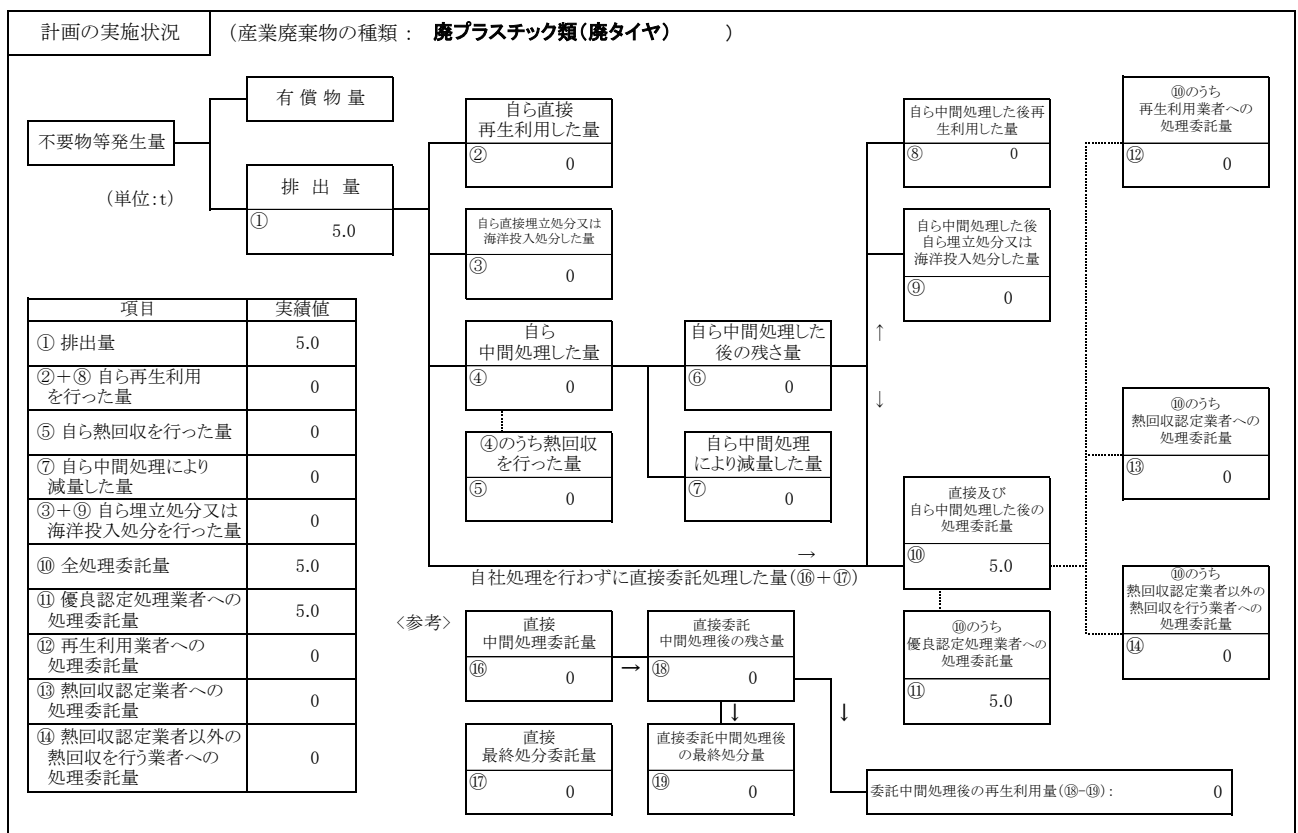 計画の実施状況
(産業廃棄物の種類： 廃プラスチック類(廃タイヤ) )
不要物等発生量
(単位:t)
有償物量
排出量
① 5.0
自ら直接
再生利用した量
② 0
自ら直接埋立処分又は
海洋投入処分した量
③ 0
自ら
中間処理した量
④ 0
④のうち熱回収
を行った量
⑤ 0
自ら中間処理した
後の残さ量
⑥ 0
自ら中間処理
により減量した量
⑦ 0
自ら中間処理した後再
生利用した量
⑧ 0
自ら中間処理した後
自ら埋立処分又は
海洋投入処分した量
⑨ 0
↑
↓
直接及び
自ら中間処理した後の
処理委託量
⑩ 5.0
⑩のうち
優良認定処理業者への
処理委託量
⑪ 5.0
⑩のうち
再生利用業者への
処理委託量
⑫ 0
⑩のうち
熱回収認定業者への
処理委託量
⑬ 0
⑩のうち
熱回収認定業者以外の
熱回収を行う業者への
処理委託量
⑭ 0
→
自社処理を行わずに直接委託処理した量(⑯＋⑰)
<参考>
直接
中間処理委託量
⑯ 0
→
直接委託
中間処理後の残さ量
⑱ 0
↓ ↓
直接
最終処分委託量
⑰ 0
直接委託中間処理後
の最終処分量
⑲ 0
委託中間処理後の再生利用量(⑱-⑲)： 0
項目 実績値
① 排出量 5.0
②＋⑧ 自ら再生利用
を行った量 0
⑤ 自ら熱回収を行った量 0
⑦ 自ら中間処理により
減量した量 0
③＋⑨ 自ら埋立処分又は
海洋投入処分を行った量 0
⑩ 全処理委託量 5.0
⑪ 優良認定処理業者への
処理委託量 5.0
⑫ 再生利用業者への
処理委託量 0
⑬ 熱回収認定業者への
処理委託量 0
⑭ 熱回収認定業者以外の
熱回収を行う業者への
処理委託量 0